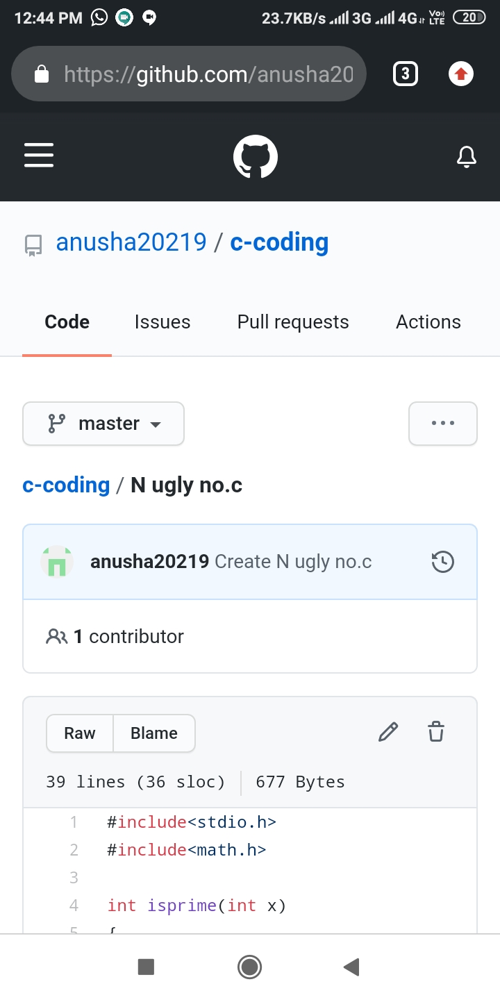 12:44 PM 23.7KB/s 3G 4G Vo) LTE 20
https://github.com/anusha20 3
anusha20219 / c-coding
Code Issues Pull requests Actions
master
c-coding / N ugly no.c
anusha20219 Create N ugly no.c
1 contributor
Raw Blame
39 lines (36 sloc) 677 Bytes
1 #include<stdio.h>
2 #include<math.h>
3
4 int isprime(int x)
5 {